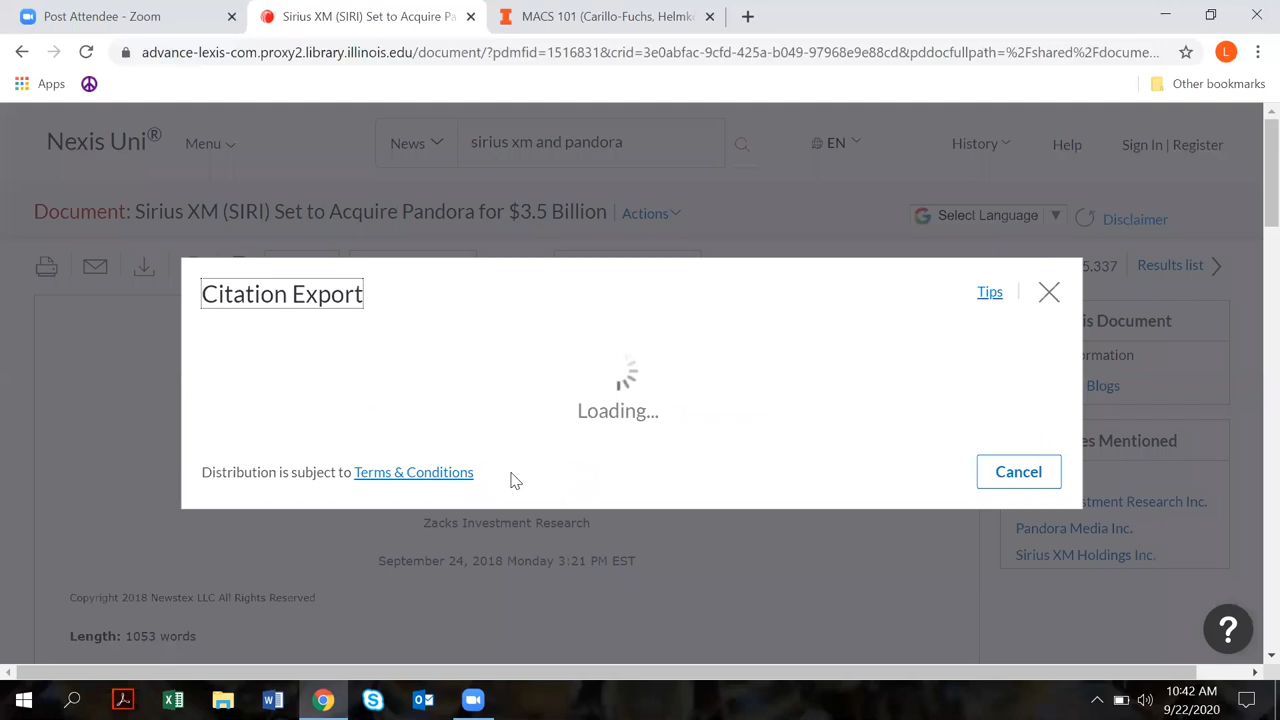 Post Attendee - Zoom
Sirius XM (SIRI) Set to Acquire Pa
MACS 101 (Carillo-Fuchs, Helmk
advance-lexis-com.proxy2.library.illinois.edu/document/?pdmfid=1516831&crid=3e0abfac-9cfd-425a-b049-97968e9e88cd&pddocfullpath=%2Fshared%2Fdocume...
L
Apps
Other bookmarks
Nexis Uni®
Menu
News
sirius xm and pandora
EN
History
Help
Sign In | Register
Document: Sirius XM (SIRI) Set to Acquire Pandora for $3.5 Billion
Actions
G Select Language ▼
Disclaimer
5,337
Results list
Citation Export
Tips
is Document
ormation
Blogs
Loading...
es Mentioned
Distribution is subject to Terms & Conditions
Cancel
stment Research Inc.
Zacks Investment Research
Pandora Media Inc.
September 24, 2018 Monday 3:21 PM EST
Sirius XM Holdings Inc.
Copyright 2018 Newstex LLC All Rights Reserved
Length: 1053 words
?
10:42 AM
9/22/2020